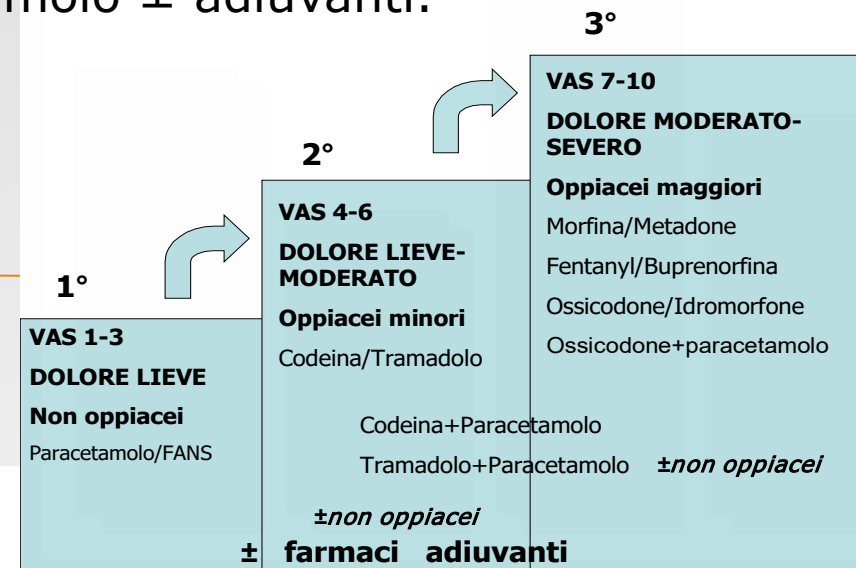 molo ± adiuvanti.
1°
VAS 1-3
DOLORE LIEVE
Non oppiacei
Paracetamolo/FANS
2°
VAS 4-6
DOLORE LIEVE-
MODERATO
Oppiacei minori
Codeina/Tramadolo
Codeina+Paracetamolo
Tramadolo+Paracetamolo
±non oppiacei
3°
VAS 7-10
DOLORE MODERATO-
SEVERO
Oppiacei maggiori
Morfina/Metadone
Fentanyl/Buprenorfina
Ossicodone/Idromorfone
Ossicodone+paracetamolo
±non oppiacei
± farmaci adiuvanti